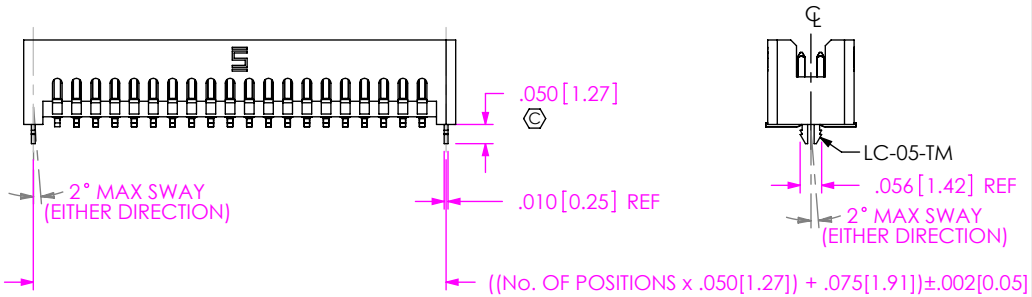 ℄
.050[1.27]
C
LC-05-TM
2° MAX SWAY
(EITHER DIRECTION)
.010[0.25] REF
.056[1.42] REF
2° MAX SWAY
(EITHER DIRECTION)
((No. OF POSITIONS x .050[1.27]) + .075[1.91])±.002[0.05]